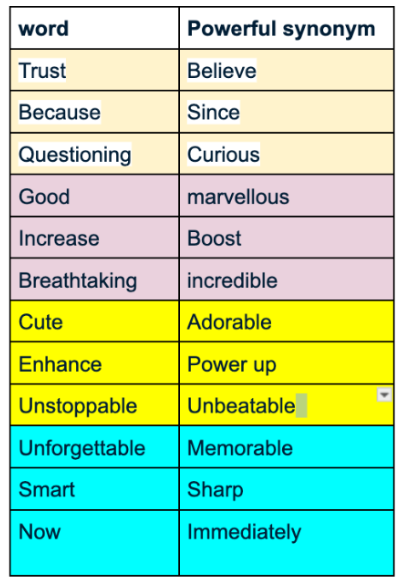 word Powerful synonym
Trust Believe
Because Since
Questioning Curious
Good marvellous
Increase Boost
Breathtaking incredible
Cute Adorable
Enhance Power up
Unstoppable Unbeatable
Unforgettable Memorable
Smart Sharp
Now Immediately